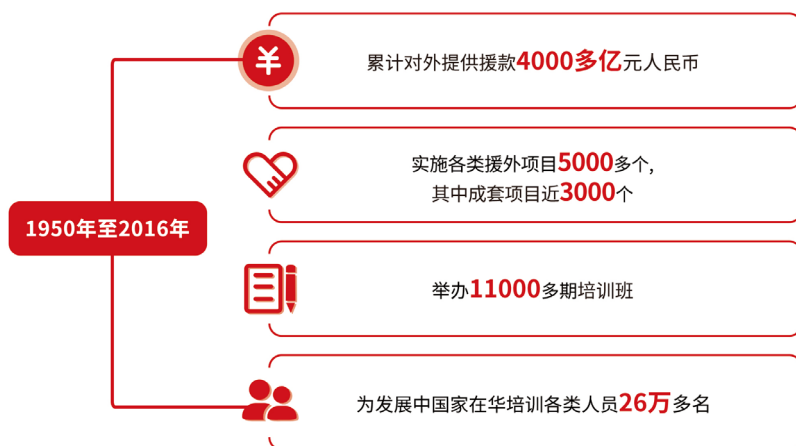 累计对外提供援款4000多亿元人民币
实施各类援外项目5000多个,
其中成套项目近3000个
1950年至2016年
举办11000多期培训班
为发展中国家在华培训各类人员26万多名